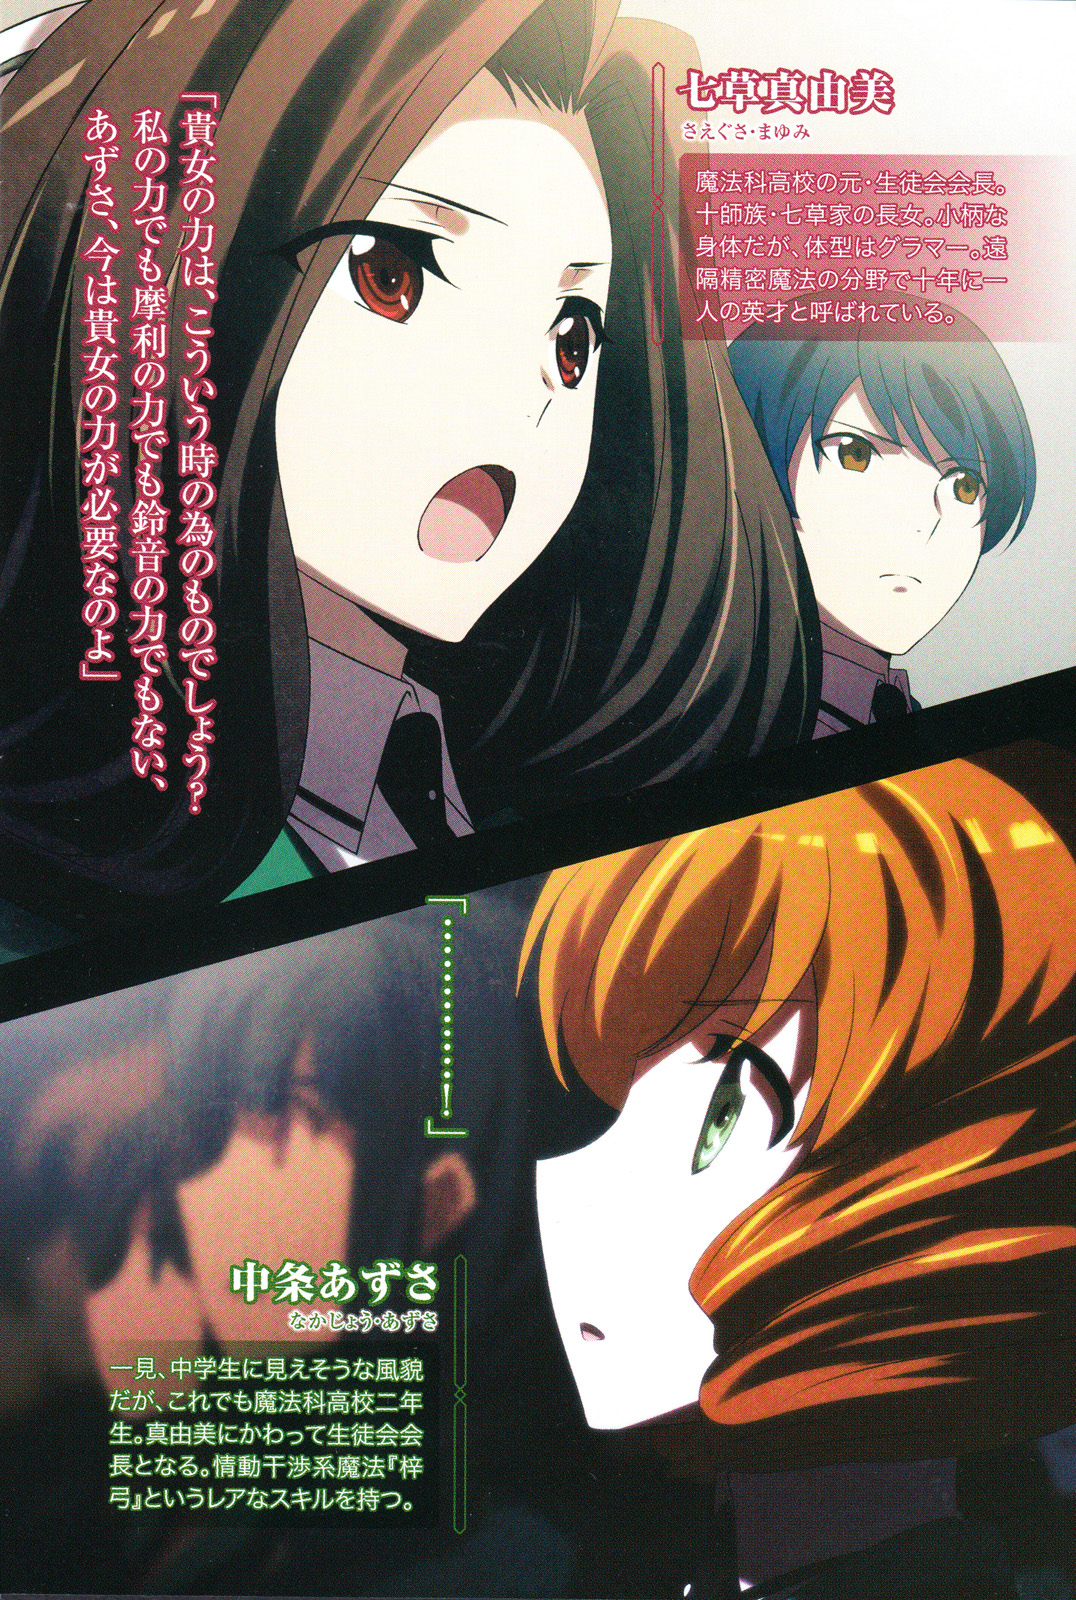 七草真由美
さえぐさ・まゆみ
魔法科高校の元・生徒会会長。
十師族・七草家の長女。小柄な
身体だが、体型はグラマー。遠
隔精密魔法の分野で十年に一
人の英才と呼ばれている。
「貴女の力は、こういう時の為のものでしょう?
私の力でも摩利の力でも鈴音の力でもない、
あずさ、今は貴女の力が必要なのよ」
「…………!」
中条あずさ
なかじょう・あずさ
一見、中学生に見えそうな風貌
だが、これでも魔法科高校二年
生。真由美にかわって生徒会会
長となる。情動干渉系魔法『梓
弓』というレアなスキルを持つ。